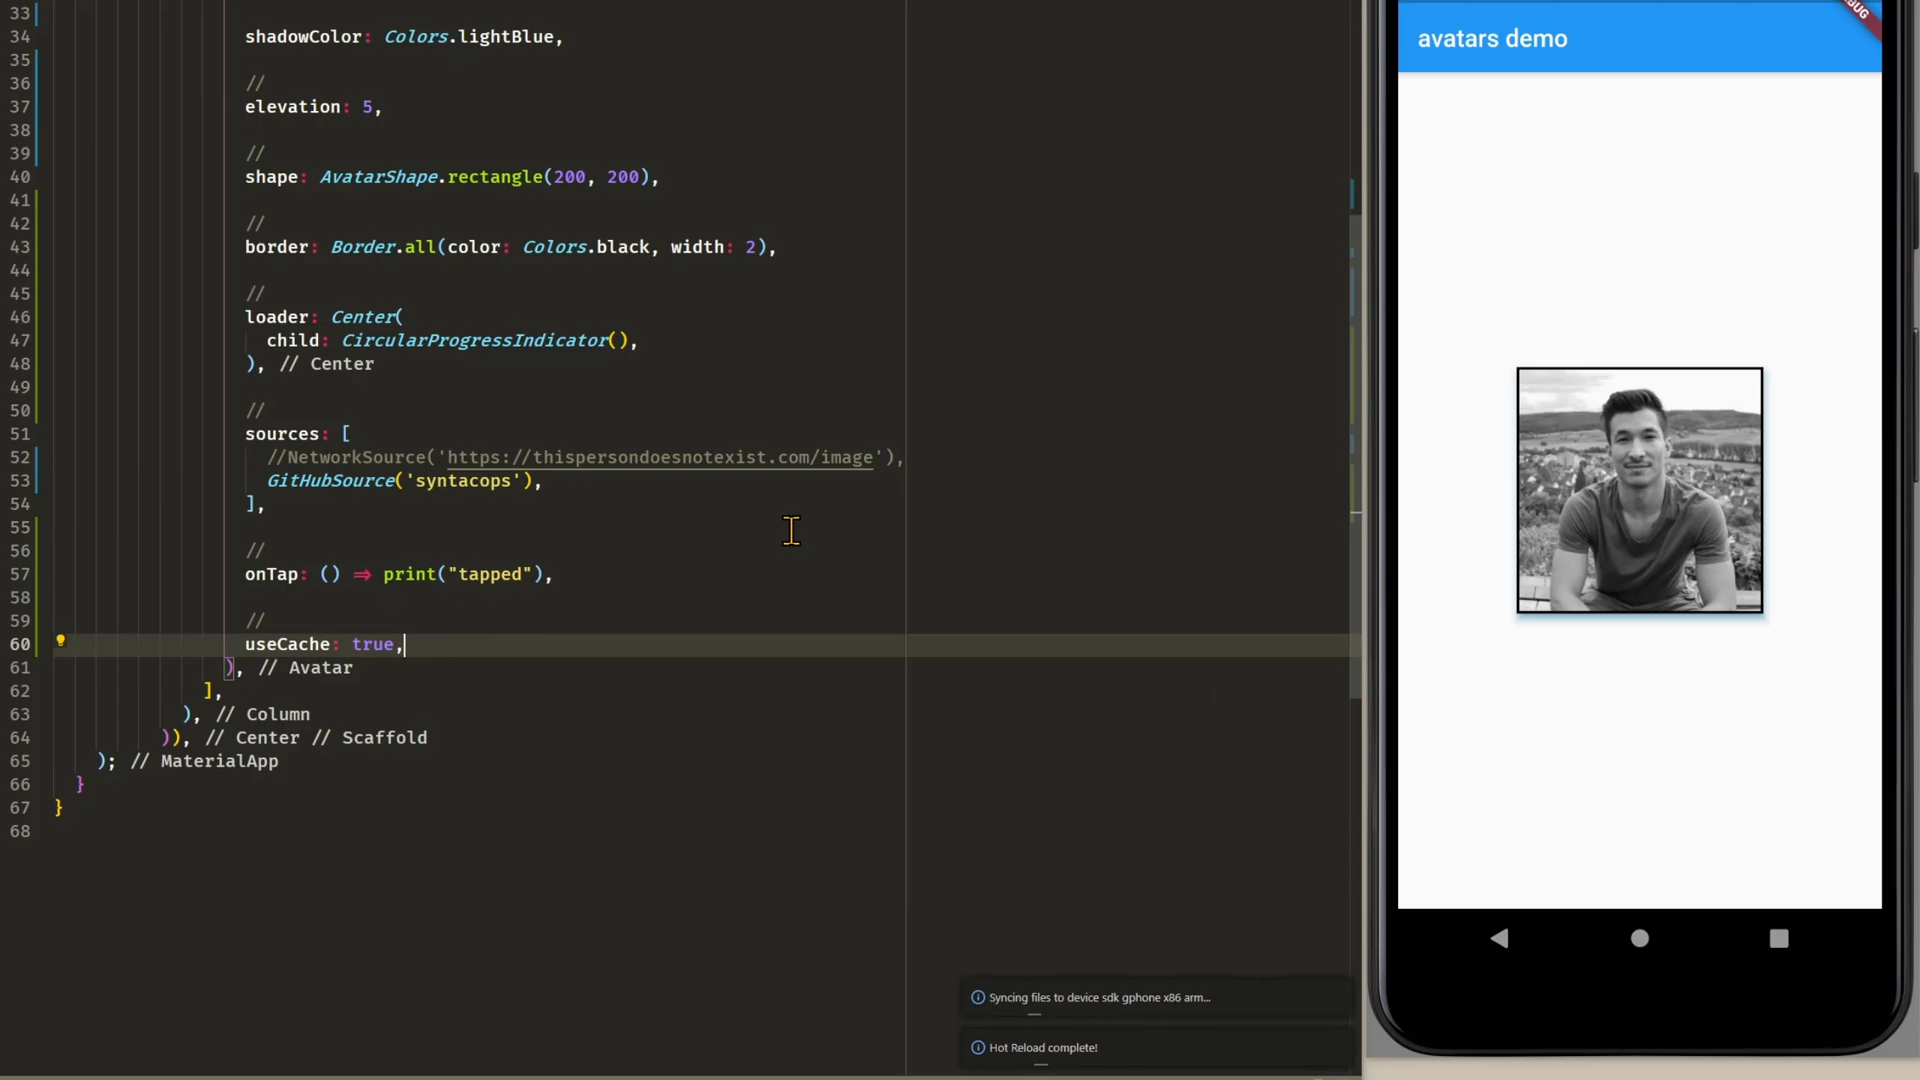 33
34 shadowColor: Colors.lightBlue,
35
36 //
37 elevation: 5,
38
39 //
40 shape: AvatarShape.rectangle(200, 200),
41
42 //
43 border: Border.all(color: Colors.black, width: 2),
44
45 //
46 loader: Center(
47 child: CircularProgressIndicator(),
48 ), // Center
49
50 //
51 sources: [
52 //NetworkSource('https://thispersondoesnotexist.com/image'),
53 GitHubSource('syntacops'),
54 ],
55
56 //
57 onTap: () => print("tapped"),
58
59 //
60 useCache: true,
61 ), // Avatar
62 ],
63 ), // Column
64 )), // Center // Scaffold
65 ); // MaterialApp
66 }
67 }
68
Syncing files to device sdk gphone x86 arm...
Hot Reload complete!
avatars demo